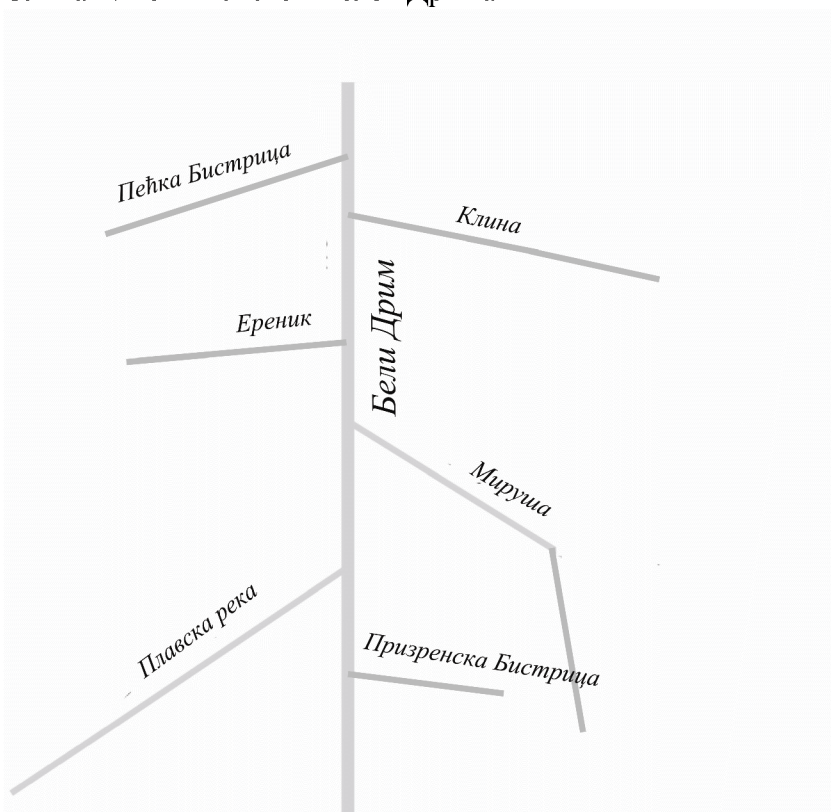 Пећка Бистрица
Клина
Бели Дрим
Ереник
Мируша
Плавска река
Призренска Бистрица